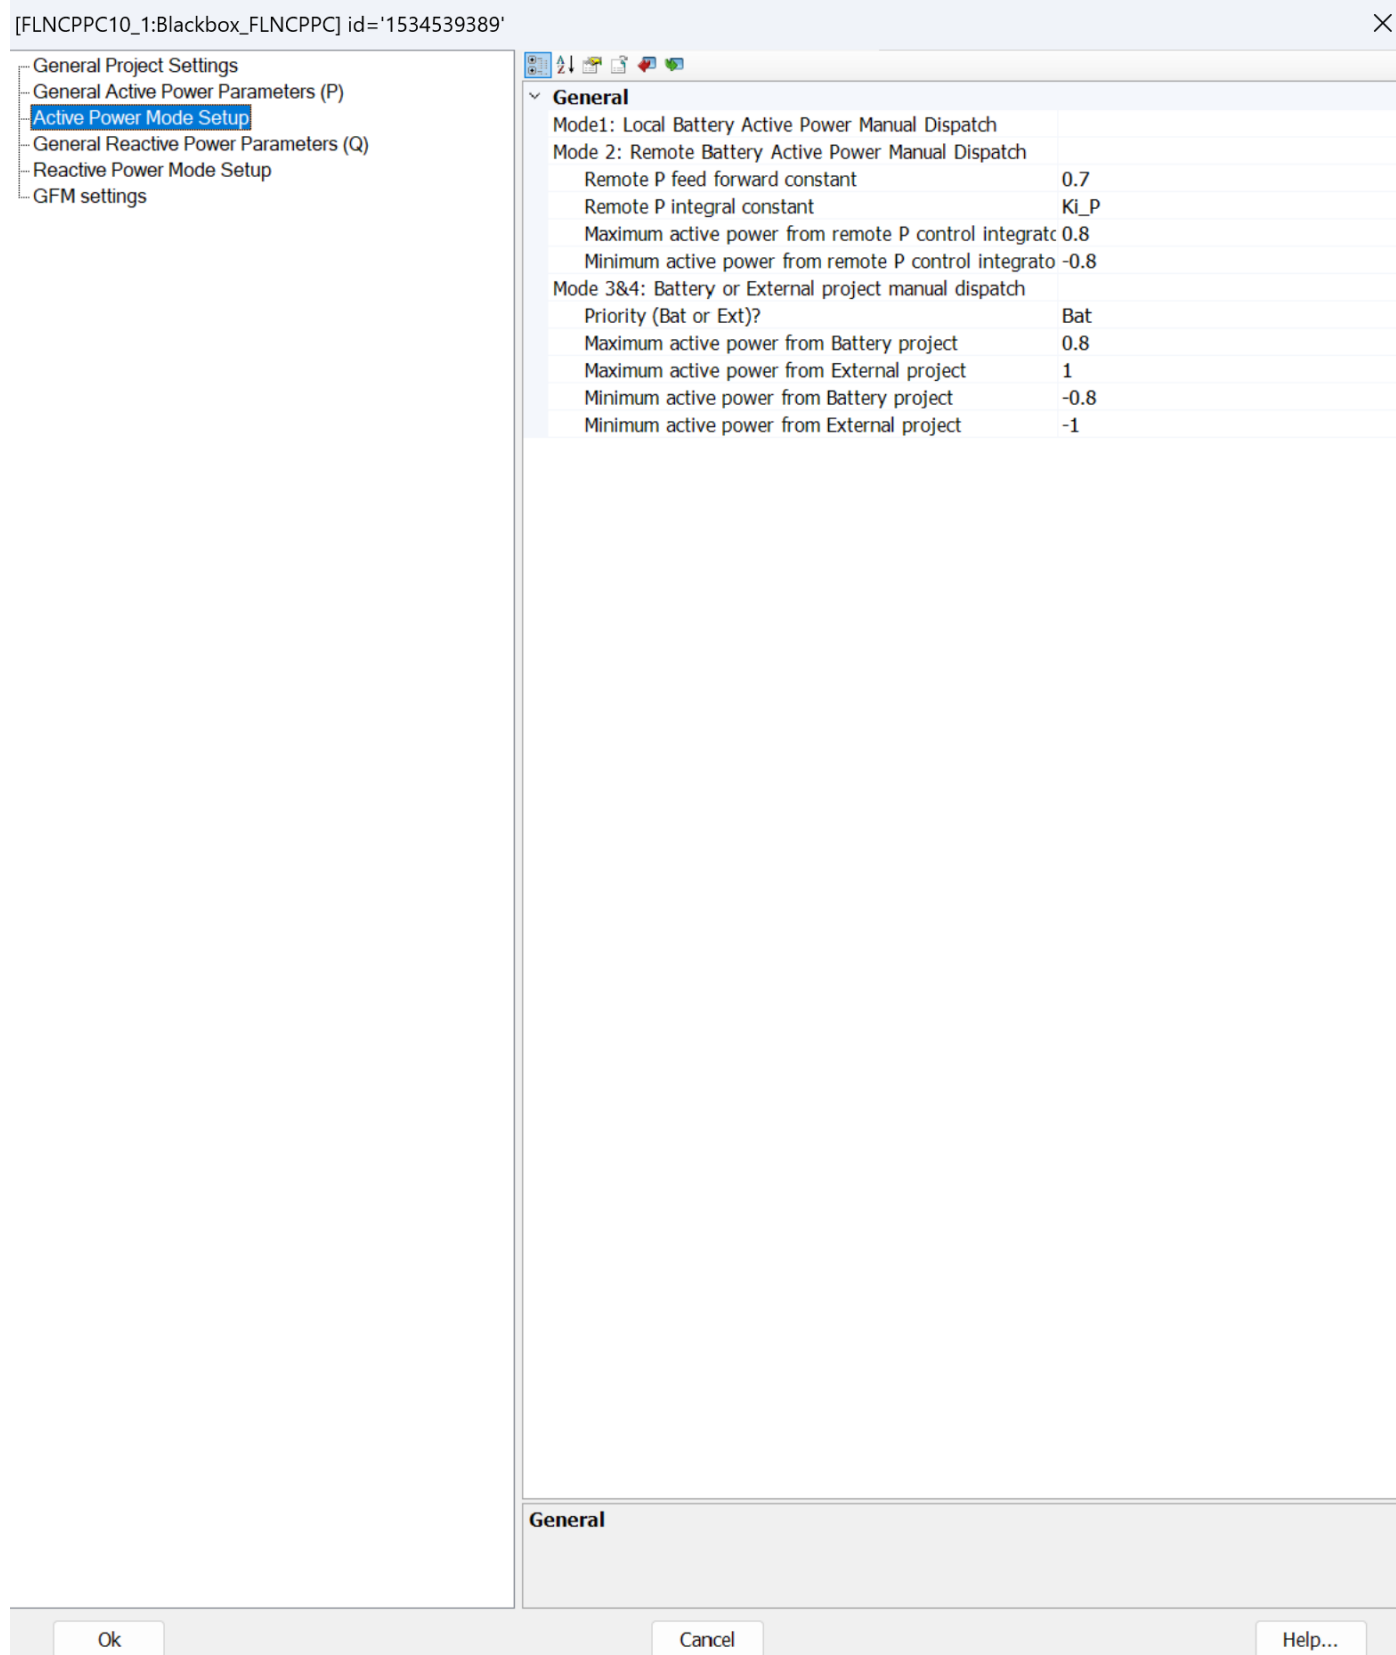 [FLNCPPC10_1:Blackbox_FLNCPPC] id='1534539389'
General Project Settings
General Active Power Parameters (P)
Active Power Mode Setup
General Reactive Power Parameters (Q)
Reactive Power Mode Setup
GFM settings
General
Mode1: Local Battery Active Power Manual Dispatch
Mode 2: Remote Battery Active Power Manual Dispatch
Remote P feed forward constant 0.7
Remote P integral constant Ki_P
Maximum active power from remote P control integratc 0.8
Minimum active power from remote P control integrato -0.8
Mode 3&4: Battery or External project manual dispatch
Priority (Bat or Ext)? Bat
Maximum active power from Battery project 0.8
Maximum active power from External project 1
Minimum active power from Battery project -0.8
Minimum active power from External project -1
General
Ok Cancel Help...